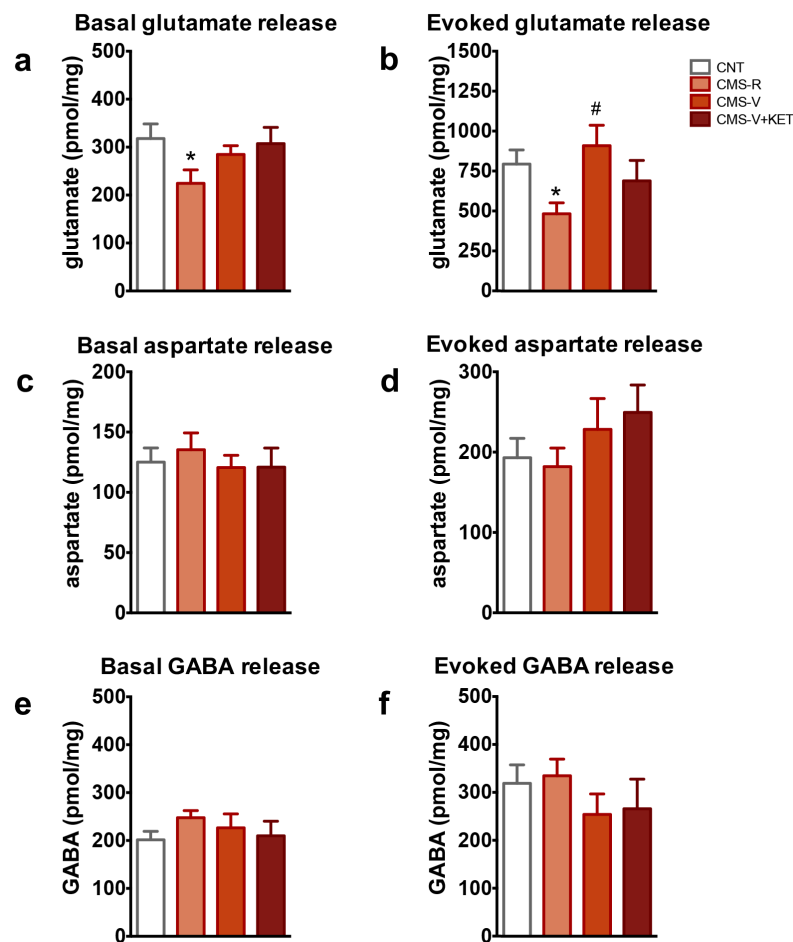 Basal glutamate release
a
glutamate (pmol/mg)
500
400
300
200
100
0
*
Evoked glutamate release
b
glutamate (pmol/mg)
1500
1250
1000
750
500
250
0
*
#
CNT
CMS-R
CMS-V
CMS-V+KET
Basal aspartate release
c
aspartate (pmol/mg)
200
150
100
50
0
Evoked aspartate release
d
aspartate (pmol/mg)
300
200
100
0
Basal GABA release
e
GABA (pmol/mg)
500
400
300
200
100
0
Evoked GABA release
f
GABA (pmol/mg)
500
400
300
200
100
0